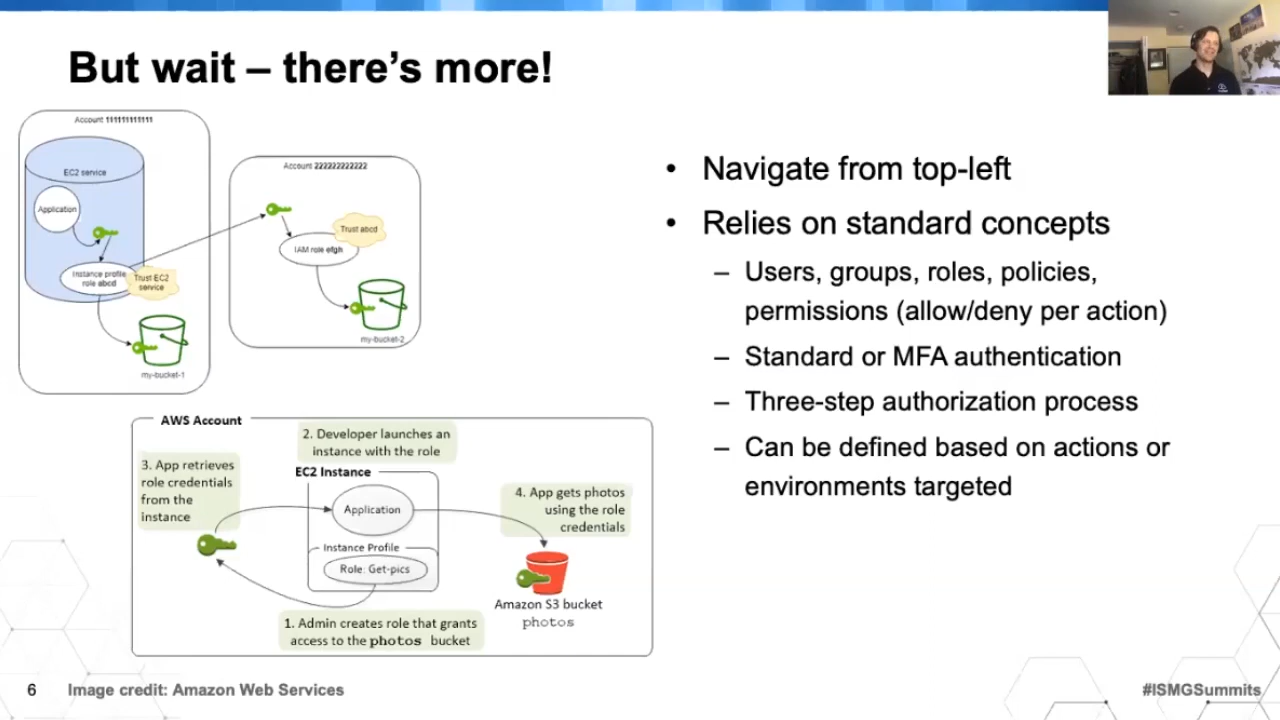 But wait – there's more!
Account 111111111111
EC2 service
Application
Instance profile
role abcd
Trust EC2
service
my-bucket-1
Account 222222222222
Trust abcd
IAM role efgh
my-bucket-2
AWS Account
2. Developer launches an
instance with the role
3. App retrieves
role credentials
from the
instance
EC2 Instance
Application
4. App gets photos
using the role
credentials
Instance Profile
Role: Get-pics
Amazon S3 bucket
photos
1. Admin creates role that grants
access to the photos bucket
• Navigate from top-left
• Relies on standard concepts
– Users, groups, roles, policies,
permissions (allow/deny per action)
– Standard or MFA authentication
– Three-step authorization process
– Can be defined based on actions or
environments targeted
6
Image credit: Amazon Web Services
#ISMGSummits